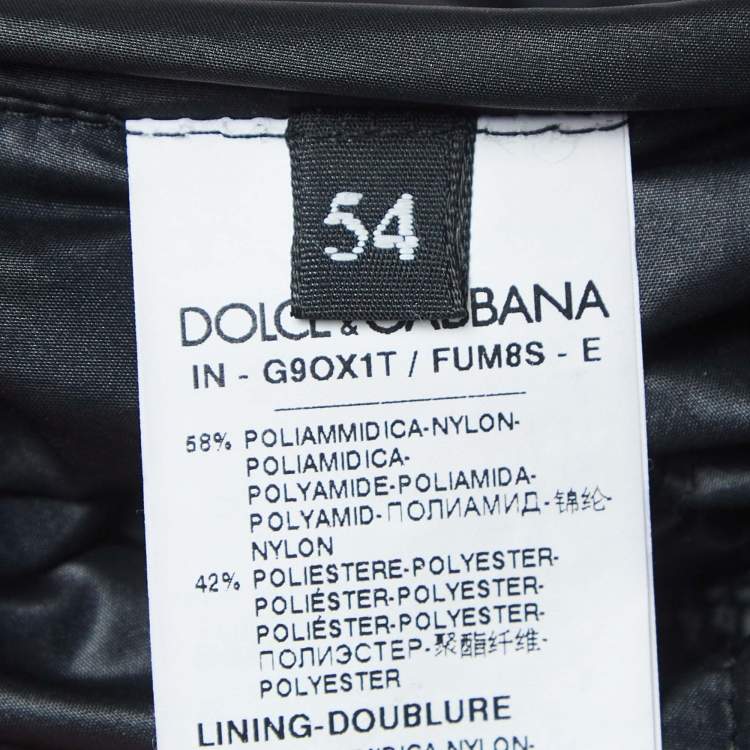 54
DOLCE & GABBANA
IN - G9OX1T / FUM8S - E
58% POLIAMMIDICA-NYLON-
POLIAMIDICA-
POLYAMIDE-POLIAMIDA-
POLYAMID-ПОЛИАМИД-锦纶-
NYLON
42% POLIESTERE-POLYESTER-
POLIÉSTER-POLYESTER-
POLIÉSTER-POLYESTER-
ПОЛИЭСТЕР-聚酯纤维-
POLYESTER
LINING-DOUBLURE